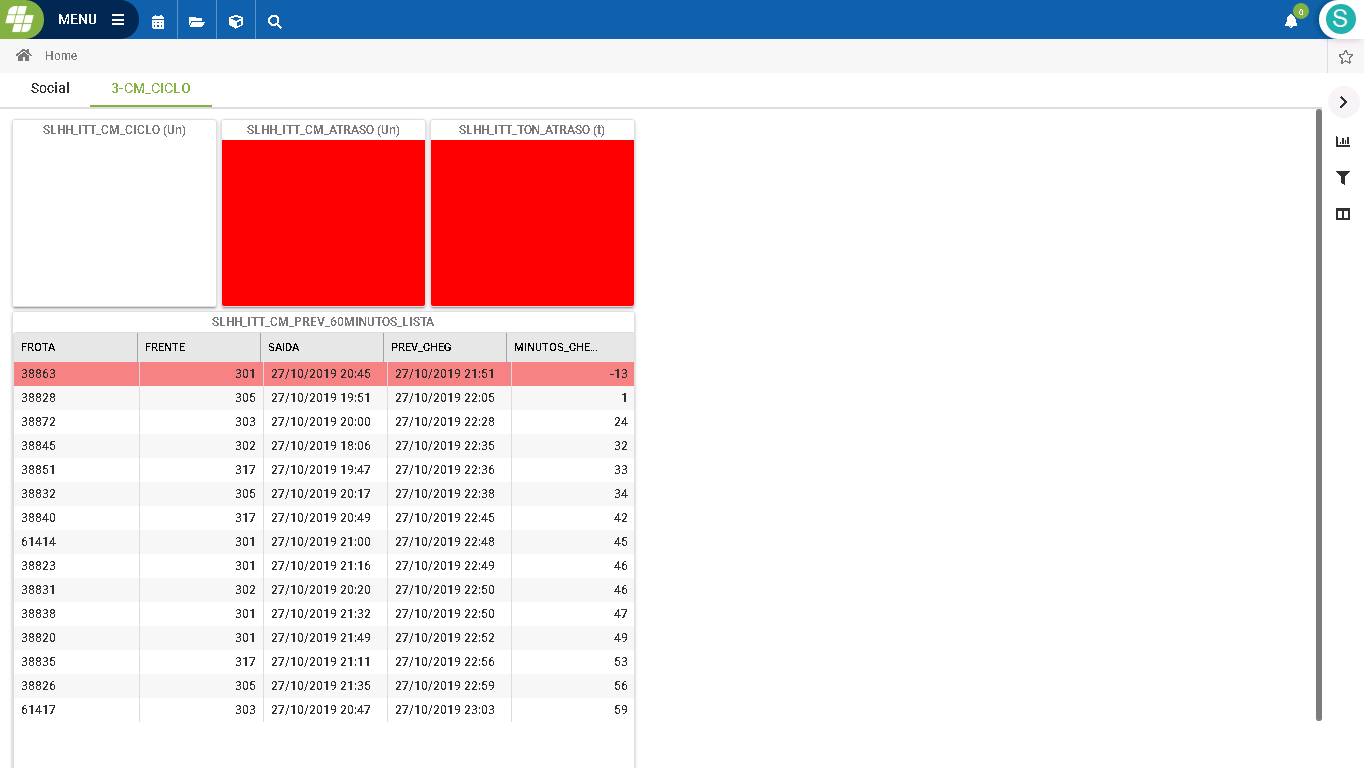 MENU
0
S
Home
Social 3-CM_CICLO
SLHH_ITT_CM_CICLO (Un) SLHH_ITT_CM_ATRASO (Un) SLHH_ITT_TON_ATRASO (t)
SLHH_ITT_CM_PREV_60MINUTOS_LISTA
FROTA FRENTE SAIDA PREV_CHEG MINUTOS_CHE...
38863 301 27/10/2019 20:45 27/10/2019 21:51 -13
38828 305 27/10/2019 19:51 27/10/2019 22:05 1
38872 303 27/10/2019 20:00 27/10/2019 22:28 24
38845 302 27/10/2019 18:06 27/10/2019 22:35 32
38851 317 27/10/2019 19:47 27/10/2019 22:36 33
38832 305 27/10/2019 20:17 27/10/2019 22:38 34
38840 317 27/10/2019 20:49 27/10/2019 22:45 42
61414 301 27/10/2019 21:00 27/10/2019 22:48 45
38823 301 27/10/2019 21:16 27/10/2019 22:49 46
38831 302 27/10/2019 20:20 27/10/2019 22:50 46
38838 301 27/10/2019 21:32 27/10/2019 22:50 47
38820 301 27/10/2019 21:49 27/10/2019 22:52 49
38835 317 27/10/2019 21:11 27/10/2019 22:56 53
38826 305 27/10/2019 21:35 27/10/2019 22:59 56
61417 303 27/10/2019 20:47 27/10/2019 23:03 59